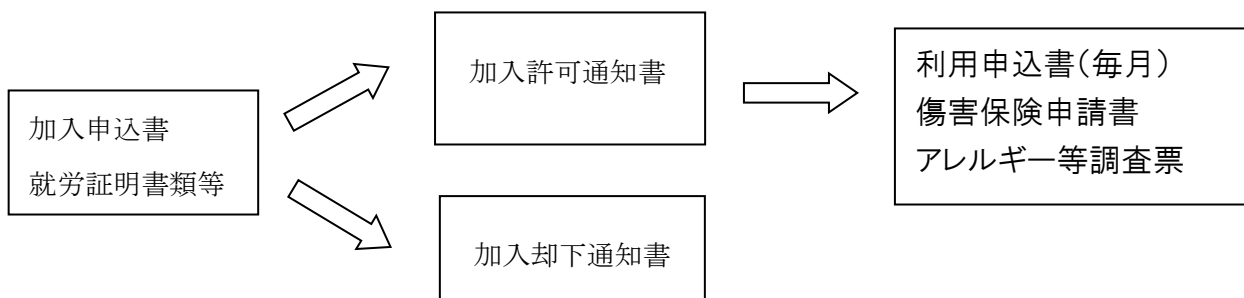 加入申込書
就労証明書類等
加入許可通知書
加入却下通知書
利用申込書(毎月)
傷害保険申請書
アレルギー等調査票